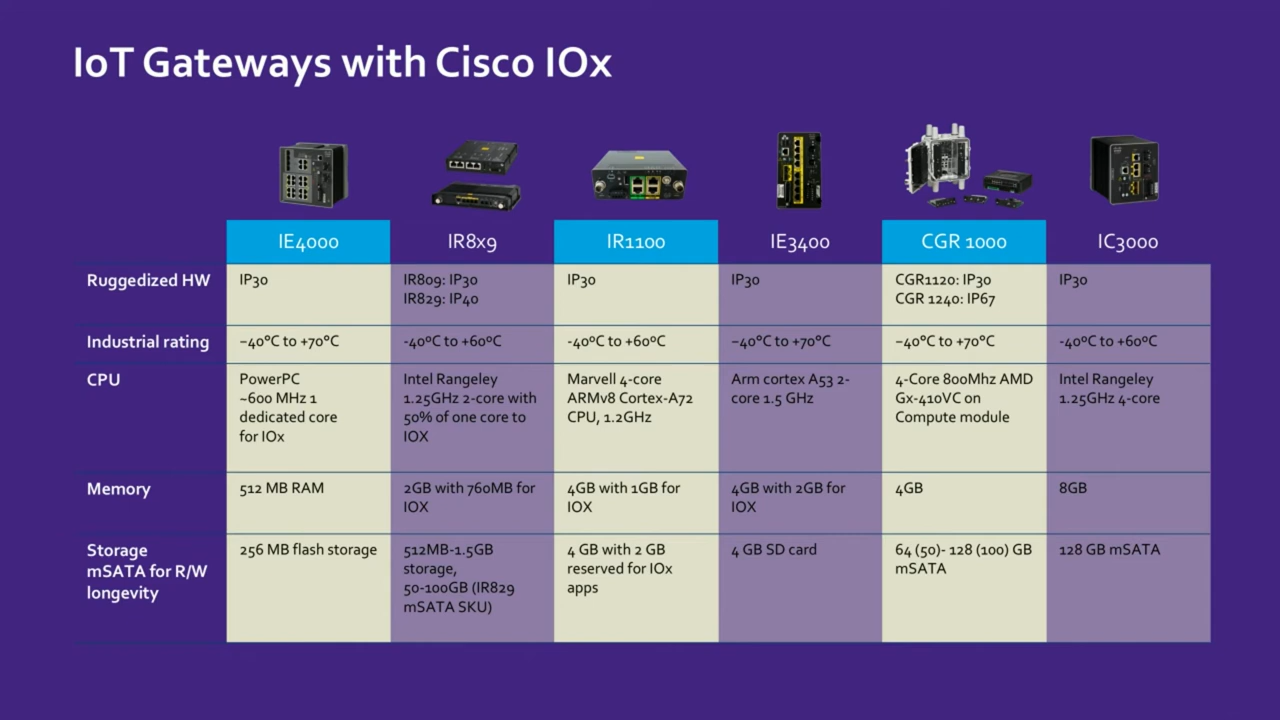 IoT Gateways with Cisco IOx
IE4000
IR8x9
IR1100
IE3400
CGR 1000
IC3000
Ruggedized HW
IP30
IR809: IP30
IR829: IP40
IP30
IP30
CGR1120: IP30
CGR 1240: IP67
IP30
Industrial rating
−40°C to +70°C
-40ºC to +60ºC
-40ºC to +60ºC
−40°C to +70°C
−40°C to +70°C
-40ºC to +60ºC
CPU
PowerPC
~600 MHz 1
dedicated core
for IOx
Intel Rangeley
1.25GHz 2-core with
50% of one core to
IOX
Marvell 4-core
ARMv8 Cortex-A72
CPU, 1.2GHz
Arm cortex A53 2-
core 1.5 GHz
4-Core 800Mhz AMD
Gx-410VC on
Compute module
Intel Rangeley
1.25GHz 4-core
Memory
512 MB RAM
2GB with 760MB for
IOX
4GB with 1GB for
IOX
4GB with 2GB for
IOX
4GB
8GB
Storage
mSATA for R/W
longevity
256 MB flash storage
512MB-1.5GB
storage,
50-100GB (IR829
mSATA SKU)
4 GB with 2 GB
reserved for IOx
apps
4 GB SD card
64 (50)- 128 (100) GB
mSATA
128 GB mSATA